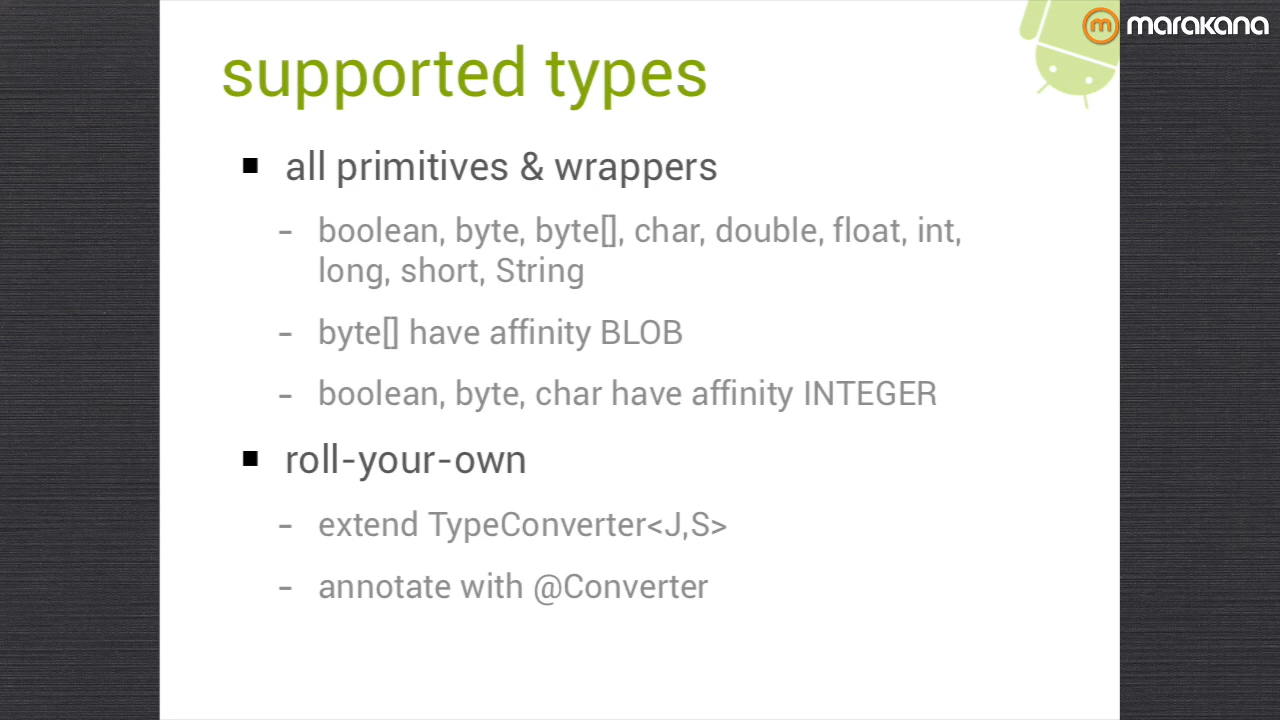 marakana
supported types
all primitives & wrappers
- boolean, byte, byte[], char, double, float, int,
long, short, String
- byte[] have affinity BLOB
- boolean, byte, char have affinity INTEGER
roll-your-own
- extend TypeConverter<J,S>
- annotate with @Converter